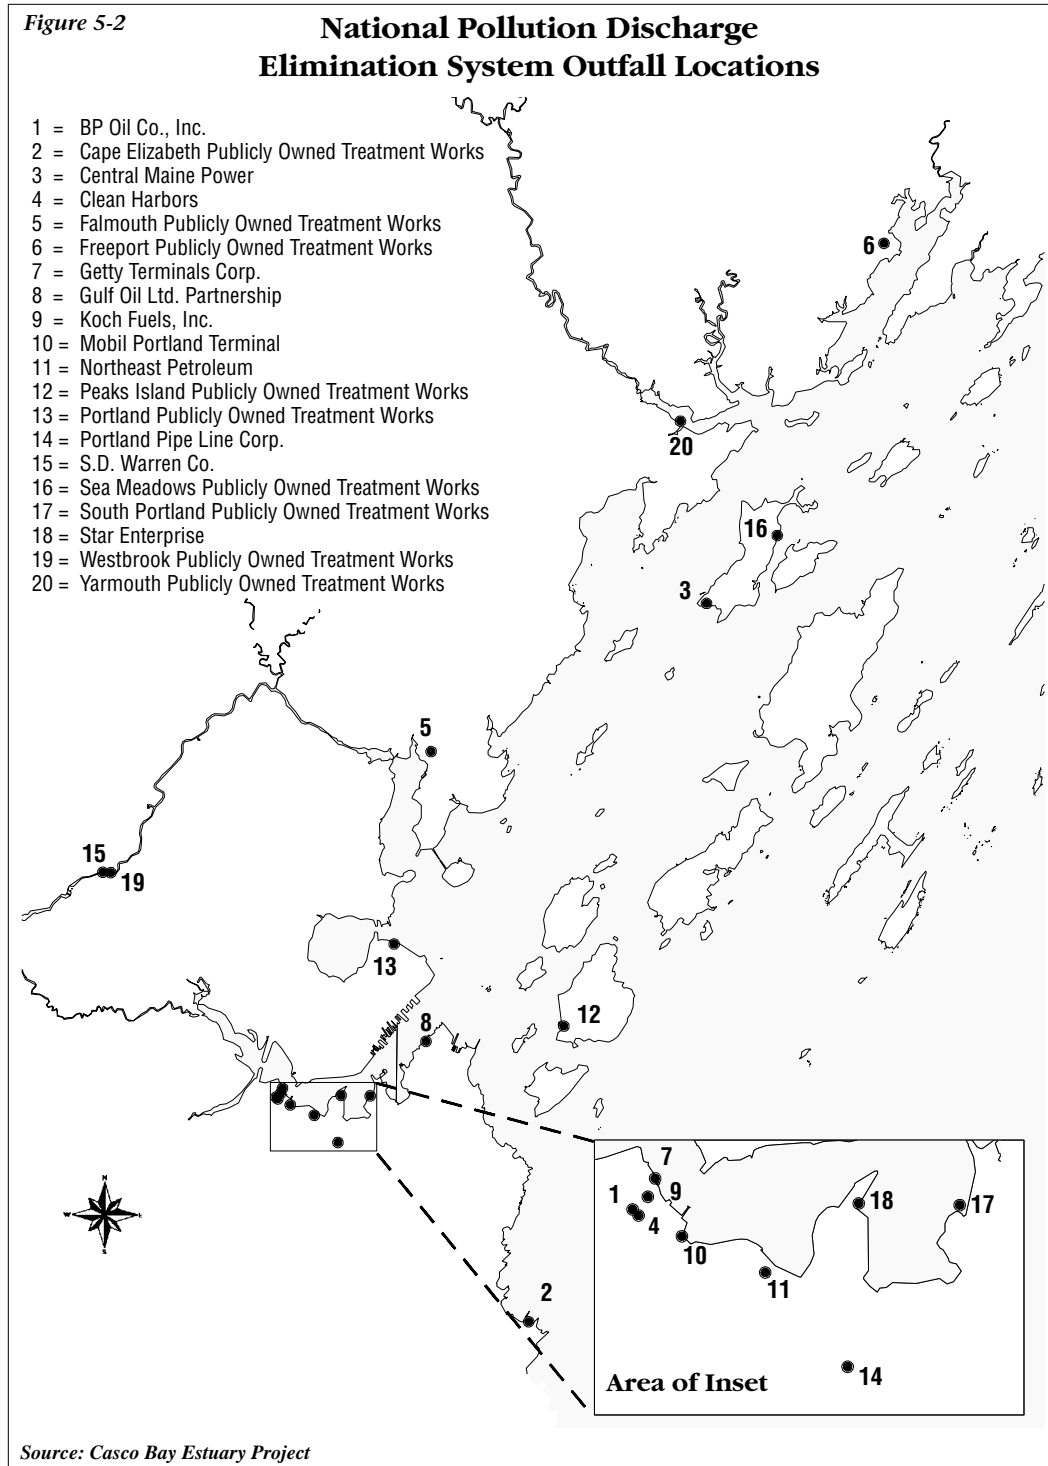 Figure 5-2
National Pollution Discharge
Elimination System Outfall Locations
1 = BP Oil Co., Inc.
2 = Cape Elizabeth Publicly Owned Treatment Works
3 = Central Maine Power
4 = Clean Harbors
5 = Falmouth Publicly Owned Treatment Works
6 = Freeport Publicly Owned Treatment Works
7 = Getty Terminals Corp.
8 = Gulf Oil Ltd. Partnership
9 = Koch Fuels, Inc.
10 = Mobil Portland Terminal
11 = Northeast Petroleum
12 = Peaks Island Publicly Owned Treatment Works
13 = Portland Publicly Owned Treatment Works
14 = Portland Pipe Line Corp.
15 = S.D. Warren Co.
16 = Sea Meadows Publicly Owned Treatment Works
17 = South Portland Publicly Owned Treatment Works
18 = Star Enterprise
19 = Westbrook Publicly Owned Treatment Works
20 = Yarmouth Publicly Owned Treatment Works
6
20
16
3
5
15
19
13
12
8
7
1
9
4
10
11
18
17
14
2
N
W
E
S
Area of Inset
Source: Casco Bay Estuary Project